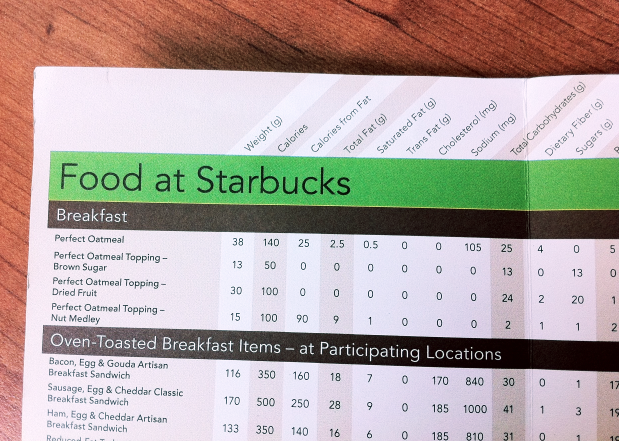 Weight (g) Calories Calories from Fat Total Fat (g) Saturated Fat (g) Trans Fat (g) Cholesterol (mg) Sodium (mg) Total Carbohydrates (g) Dietary Fiber (g) Sugars (g)
Food at Starbucks
Breakfast
Perfect Oatmeal 38 140 25 2.5 0.5 0 0 105 25 4 0 5
Perfect Oatmeal Topping –
Brown Sugar 13 50 0 0 0 0 0 0 13 0 13 0
Perfect Oatmeal Topping –
Dried Fruit 30 100 0 0 0 0 0 0 24 2 20 1
Perfect Oatmeal Topping –
Nut Medley 15 100 90 9 1 0 0 0 2 1 1 2
Oven-Toasted Breakfast Items – at Participating Locations
Bacon, Egg & Gouda Artisan
Breakfast Sandwich 116 350 160 18 7 0 170 840 30 0 1
Sausage, Egg & Cheddar Classic
Breakfast Sandwich 170 500 250 28 9 0 185 1000 41 1 3
Ham, Egg & Cheddar Artisan
Breakfast Sandwich 133 350 140 16 6 0 185 810 31 0 1